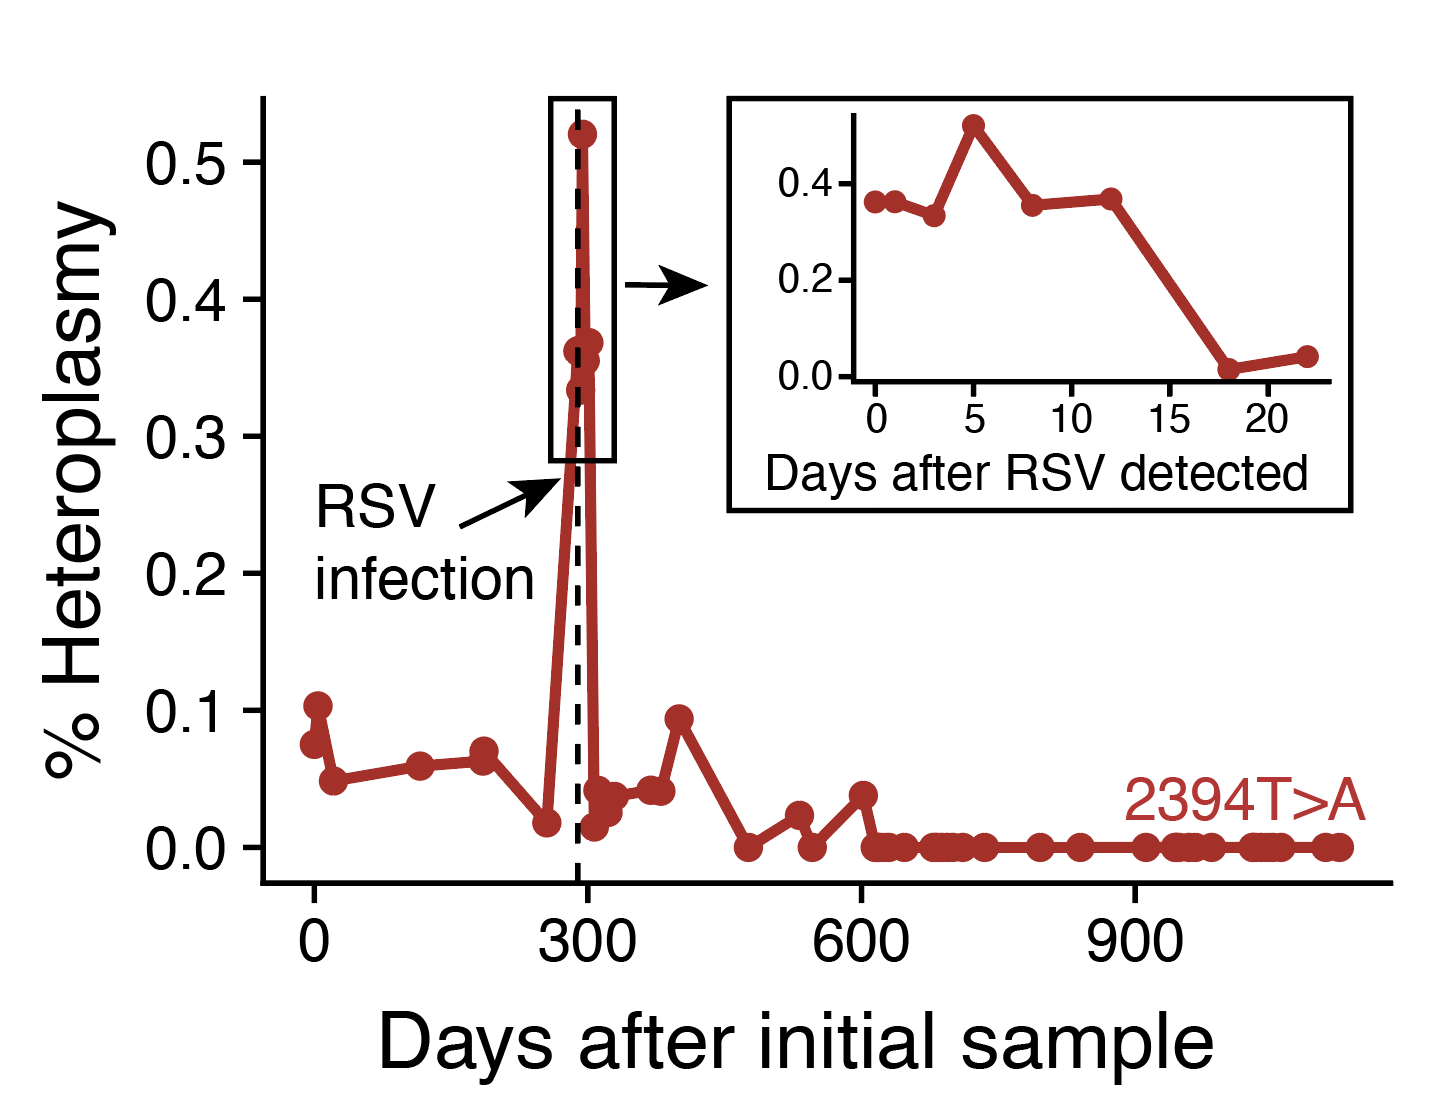 % Heteroplasmy
0.5
0.4
0.3
0.2
0.1
0.0
RSV
infection
0.4
0.2
0.0
0 5 10 15 20
Days after RSV detected
2394T>A
0 300 600 900
Days after initial sample